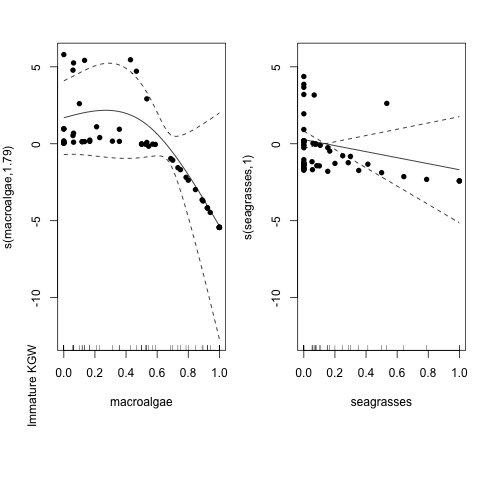 s(macroalgae,1.79)
5
0
-5
-10
0.0 0.2 0.4 0.6 0.8 1.0
macroalgae
Immature KGW
s(seagrasses,1)
5
0
-5
-10
0.0 0.2 0.4 0.6 0.8 1.0
seagrasses